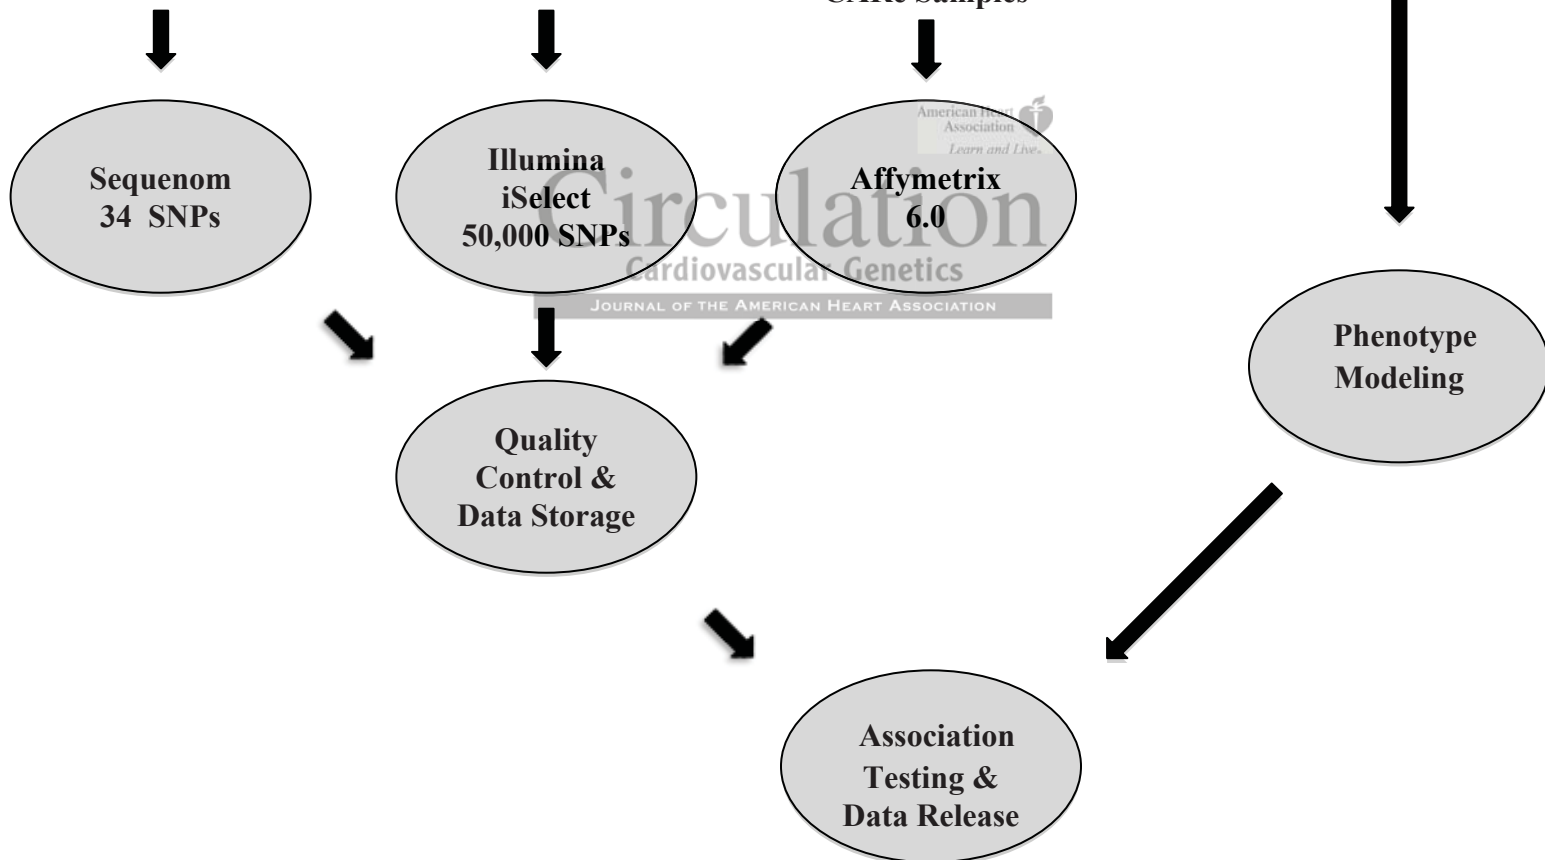 CARe Samples
Sequenom
34 SNPs
Illumina
iSelect
50,000 SNPs
American Heart
Association
Learn and Live®
Affymetrix
6.0
Circulation
Cardiovascular Genetics
JOURNAL OF THE AMERICAN HEART ASSOCIATION
Phenotype
Modeling
Quality
Control &
Data Storage
Association
Testing &
Data Release